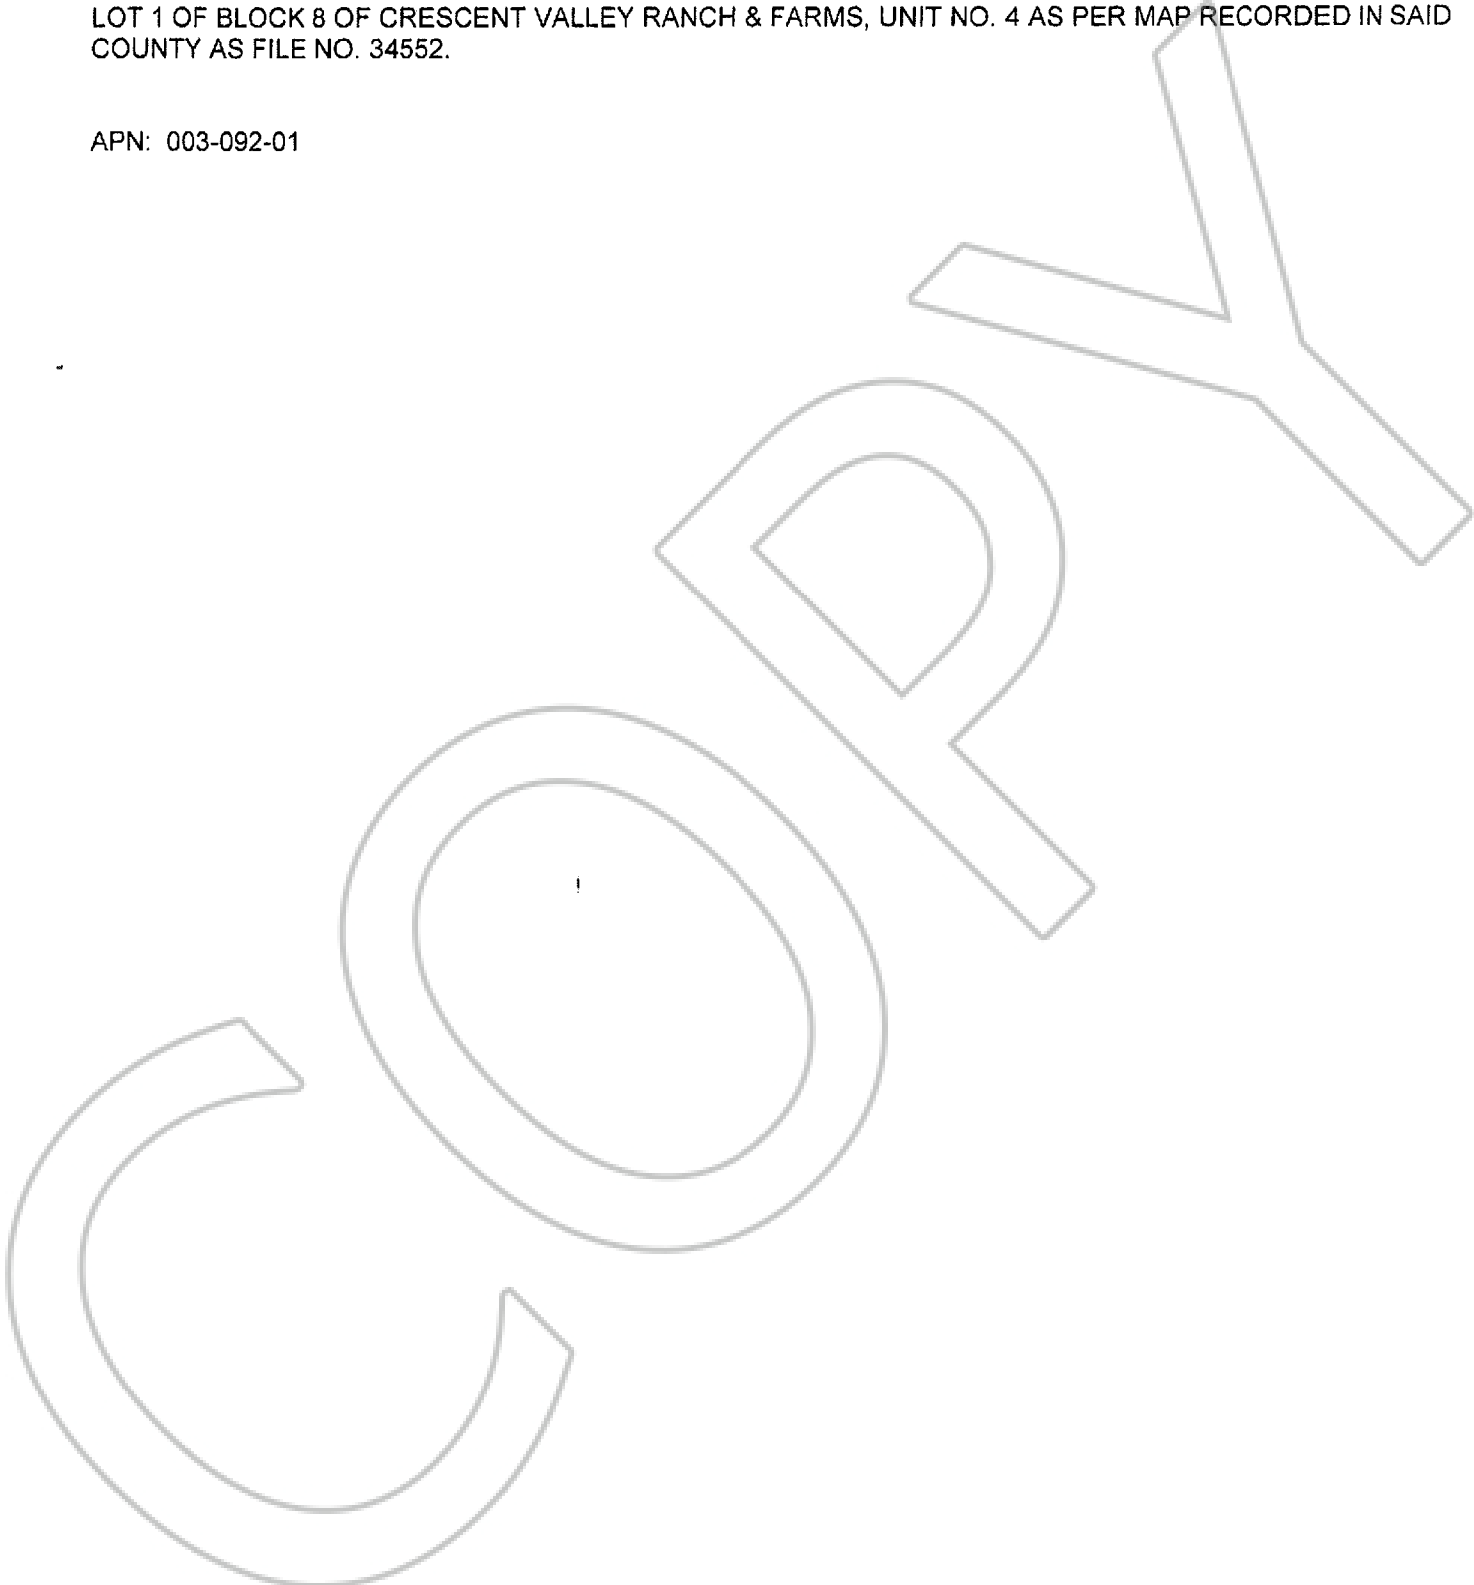 LOT 1 OF BLOCK 8 OF CRESCENT VALLEY RANCH & FARMS, UNIT NO. 4 AS PER MAP RECORDED IN SAID
COUNTY AS FILE NO. 34552.
APN: 003-092-01
COPY